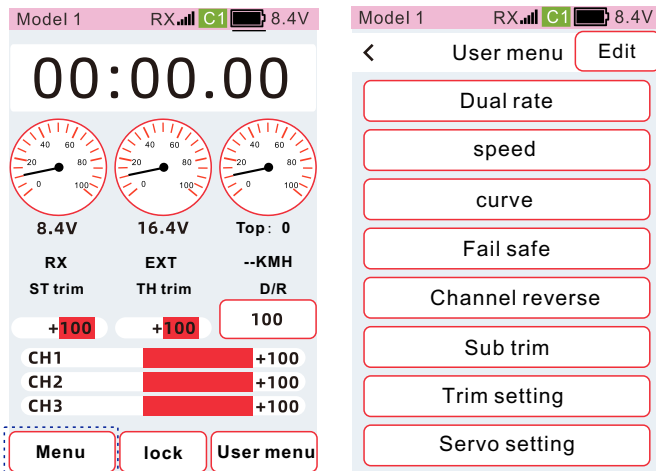 Model 1 RX C1 8.4V
00:00.00
40 60 40 60 40 60
20 80 20 80 20 80
0 100 0 100 0 100
8.4V 16.4V Top: 0
RX EXT --KMH
ST trim TH trim D/R
+100 +100 100
CH1 +100
CH2 +100
CH3 +100
Menu lock User menu
Model 1 RX C1 8.4V
< User menu Edit
Dual rate
speed
curve
Fail safe
Channel reverse
Sub trim
Trim setting
Servo setting